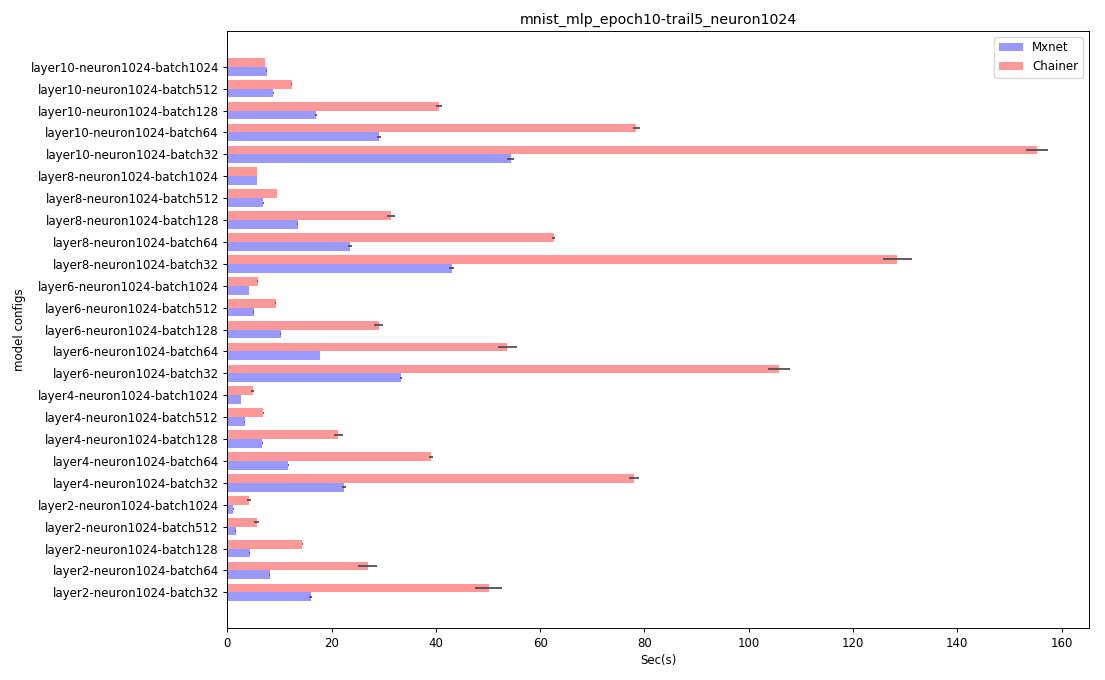 mnist_mlp_epoch10-trail5_neuron1024
Mxnet
Chainer
model configs
layer10-neuron1024-batch1024
layer10-neuron1024-batch512
layer10-neuron1024-batch128
layer10-neuron1024-batch64
layer10-neuron1024-batch32
layer8-neuron1024-batch1024
layer8-neuron1024-batch512
layer8-neuron1024-batch128
layer8-neuron1024-batch64
layer8-neuron1024-batch32
layer6-neuron1024-batch1024
layer6-neuron1024-batch512
layer6-neuron1024-batch128
layer6-neuron1024-batch64
layer6-neuron1024-batch32
layer4-neuron1024-batch1024
layer4-neuron1024-batch512
layer4-neuron1024-batch128
layer4-neuron1024-batch64
layer4-neuron1024-batch32
layer2-neuron1024-batch1024
layer2-neuron1024-batch512
layer2-neuron1024-batch128
layer2-neuron1024-batch64
layer2-neuron1024-batch32
0 20 40 60 80 100 120 140 160
Sec(s)